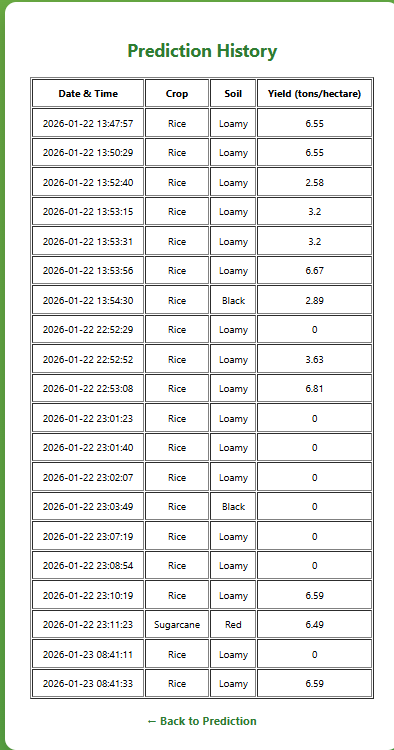 Prediction History
Date & Time Crop Soil Yield (tons/hectare)
2026-01-22 13:47:57 Rice Loamy 6.55
2026-01-22 13:50:29 Rice Loamy 6.55
2026-01-22 13:52:40 Rice Loamy 2.58
2026-01-22 13:53:15 Rice Loamy 3.2
2026-01-22 13:53:31 Rice Loamy 3.2
2026-01-22 13:53:56 Rice Loamy 6.67
2026-01-22 13:54:30 Rice Black 2.89
2026-01-22 22:52:29 Rice Loamy 0
2026-01-22 22:52:52 Rice Loamy 3.63
2026-01-22 22:53:08 Rice Loamy 6.81
2026-01-22 23:01:23 Rice Loamy 0
2026-01-22 23:01:40 Rice Loamy 0
2026-01-22 23:02:07 Rice Loamy 0
2026-01-22 23:03:49 Rice Black 0
2026-01-22 23:07:19 Rice Loamy 0
2026-01-22 23:08:54 Rice Loamy 0
2026-01-22 23:10:19 Rice Loamy 6.59
2026-01-22 23:11:23 Sugarcane Red 6.49
2026-01-23 08:41:11 Rice Loamy 0
2026-01-23 08:41:33 Rice Loamy 6.59
← Back to Prediction